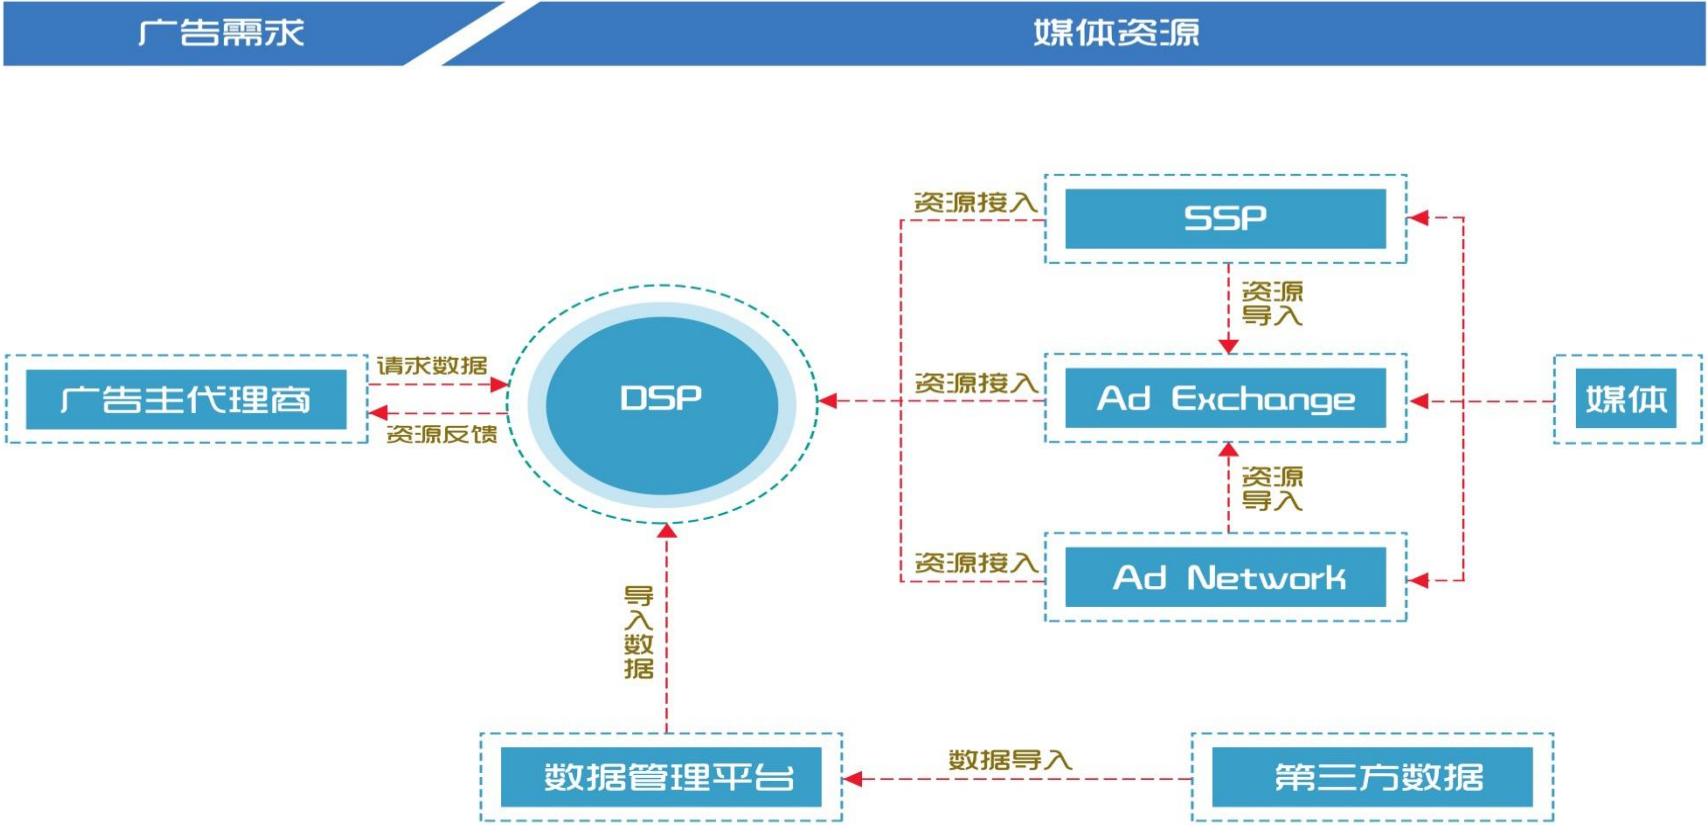 广告需求
媒体资源
资源接入
SSP
资源
导入
请求数据
广告主代理商
资源反馈
DSP
资源接入
Ad Exchange
媒体
资源
导入
资源接入
Ad Network
导
入
数
据
数据管理平台
数据导入
第三方数据